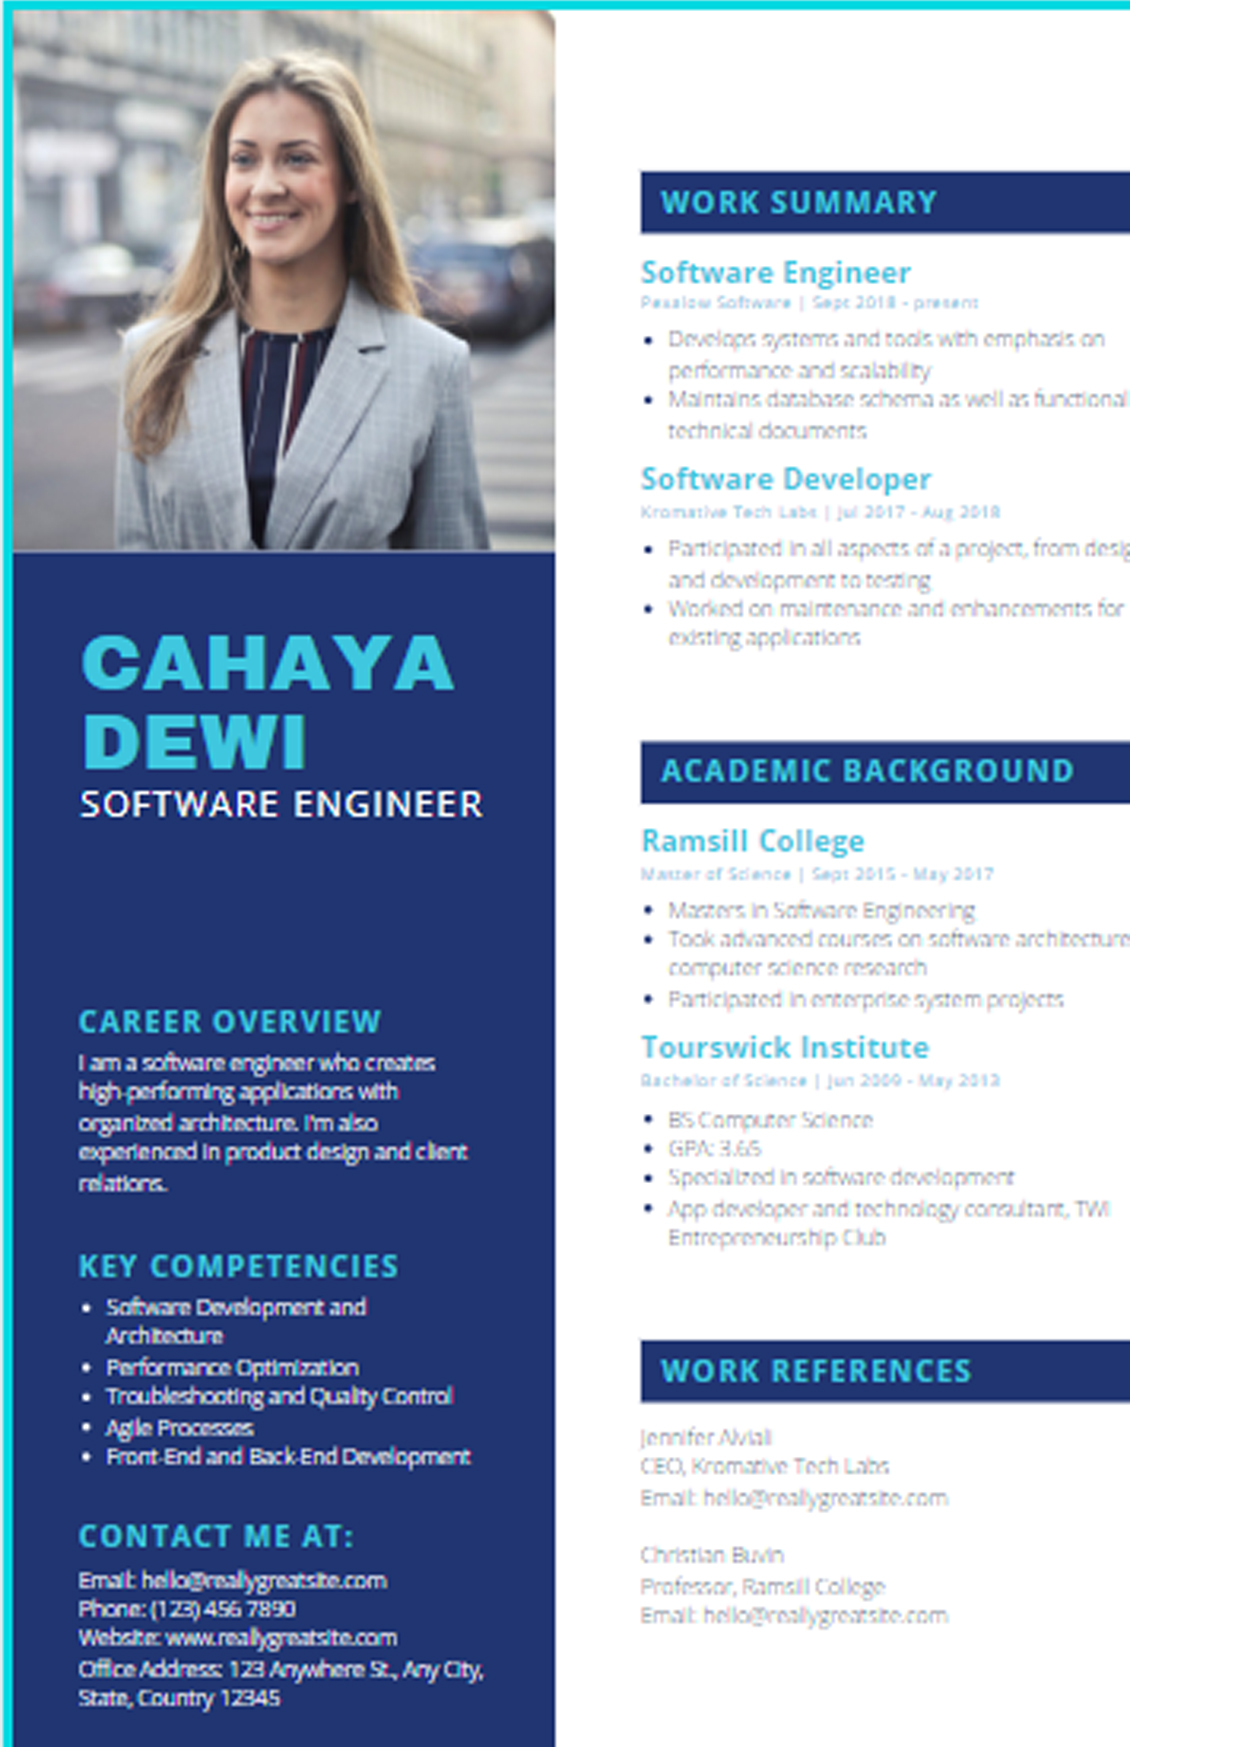 CAHAYA
DEWI
SOFTWARE ENGINEER
CAREER OVERVIEW
I am a software engineer who creates
high-performing applications with
organized architecture. I'm also
experienced in product design and client
relations.
KEY COMPETENCIES
• Software Development and
Architecture
• Performance Optimization
• Troubleshooting and Quality Control
• Agile Processes
• Front-End and Back-End Development
CONTACT ME AT:
Email: hello@reallygreatsite.com
Phone: (123) 456 7890
Website: www.reallygreatsite.com
Office Address: 123 Anywhere St., Any City,
State, Country 12345
WORK SUMMARY
Software Engineer
Software | Sept 2018 - present
• Develops systems and tools with emphasis on
performance and scalability
• Maintains database schema as well as functional
technical documents
Software Developer
Kromative Tech Labs | Jul 2017 - Aug 2018
• Participated in all aspects of a project, from desig
and development to testing
• Worked on maintenance and enhancements for
existing applications
ACADEMIC BACKGROUND
Ramsill College
Master of Science | Sept 2015 - May 2017
• Masters in Software Engineering
• Took advanced courses on software architecture
computer science research
• Participated in enterprise system projects
Tourswick Institute
Bachelor of Science | Jun 2009 - May 2013
• BS Computer Science
• GPA: 3.65
• Specialized in software development
• App developer and technology consultant, TWI
Entrepreneurship Club
WORK REFERENCES
Jennifer
CEO, Kromative Tech Labs
Email: hello@reallygreatsite.com
Christian Buvin
Professor, Ramsill College
Email: hello@reallygreatsite.com